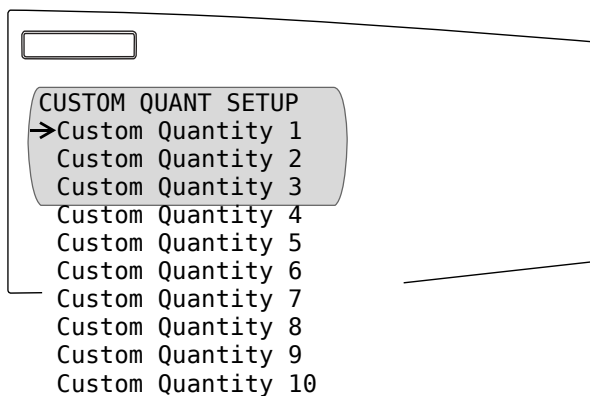 CUSTOM QUANT SETUP
→Custom Quantity 1
Custom Quantity 2
Custom Quantity 3
Custom Quantity 4
Custom Quantity 5
Custom Quantity 6
Custom Quantity 7
Custom Quantity 8
Custom Quantity 9
Custom Quantity 10